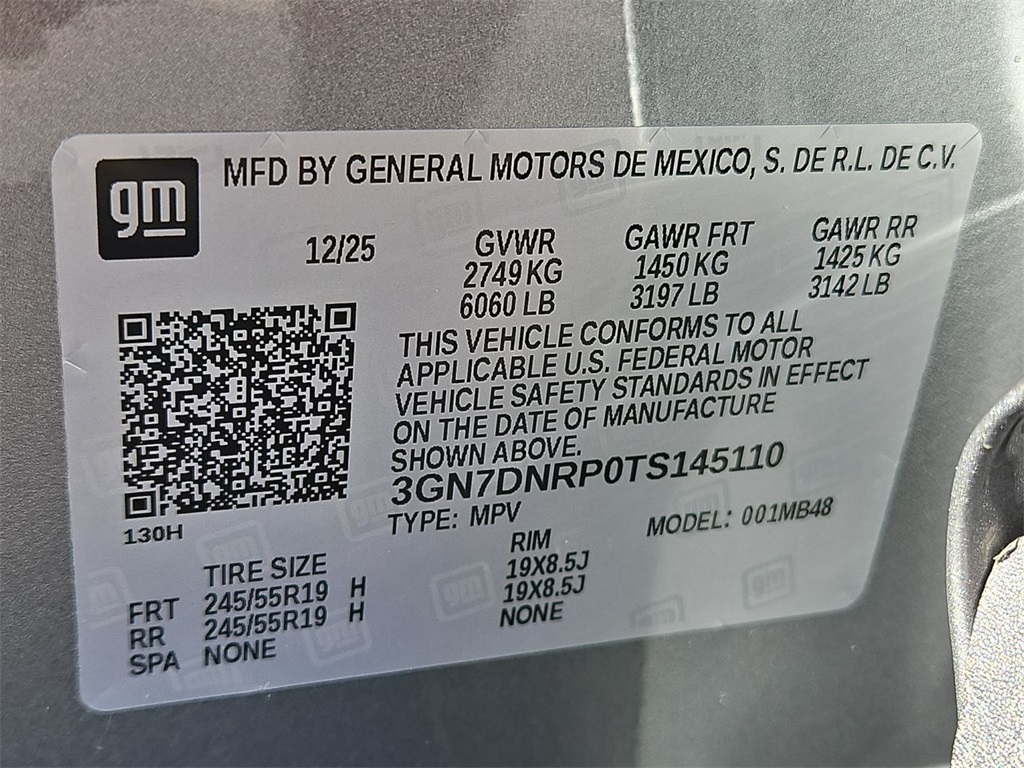 gm
MFD BY GENERAL MOTORS DE MEXICO, S. DE R.L. DE C.V.
12/25 GVWR GAWR FRT GAWR RR
2749 KG 1450 KG 1425 KG
6060 LB 3197 LB 3142 LB
THIS VEHICLE CONFORMS TO ALL
APPLICABLE U.S. FEDERAL MOTOR
VEHICLE SAFETY STANDARDS IN EFFECT
ON THE DATE OF MANUFACTURE
SHOWN ABOVE.
3GN7DNRP0TS145110
130H
TYPE: MPV MODEL: 001MB48
TIRE SIZE RIM
FRT 245/55R19 H 19X8.5J
RR 245/55R19 H 19X8.5J
SPA NONE NONE